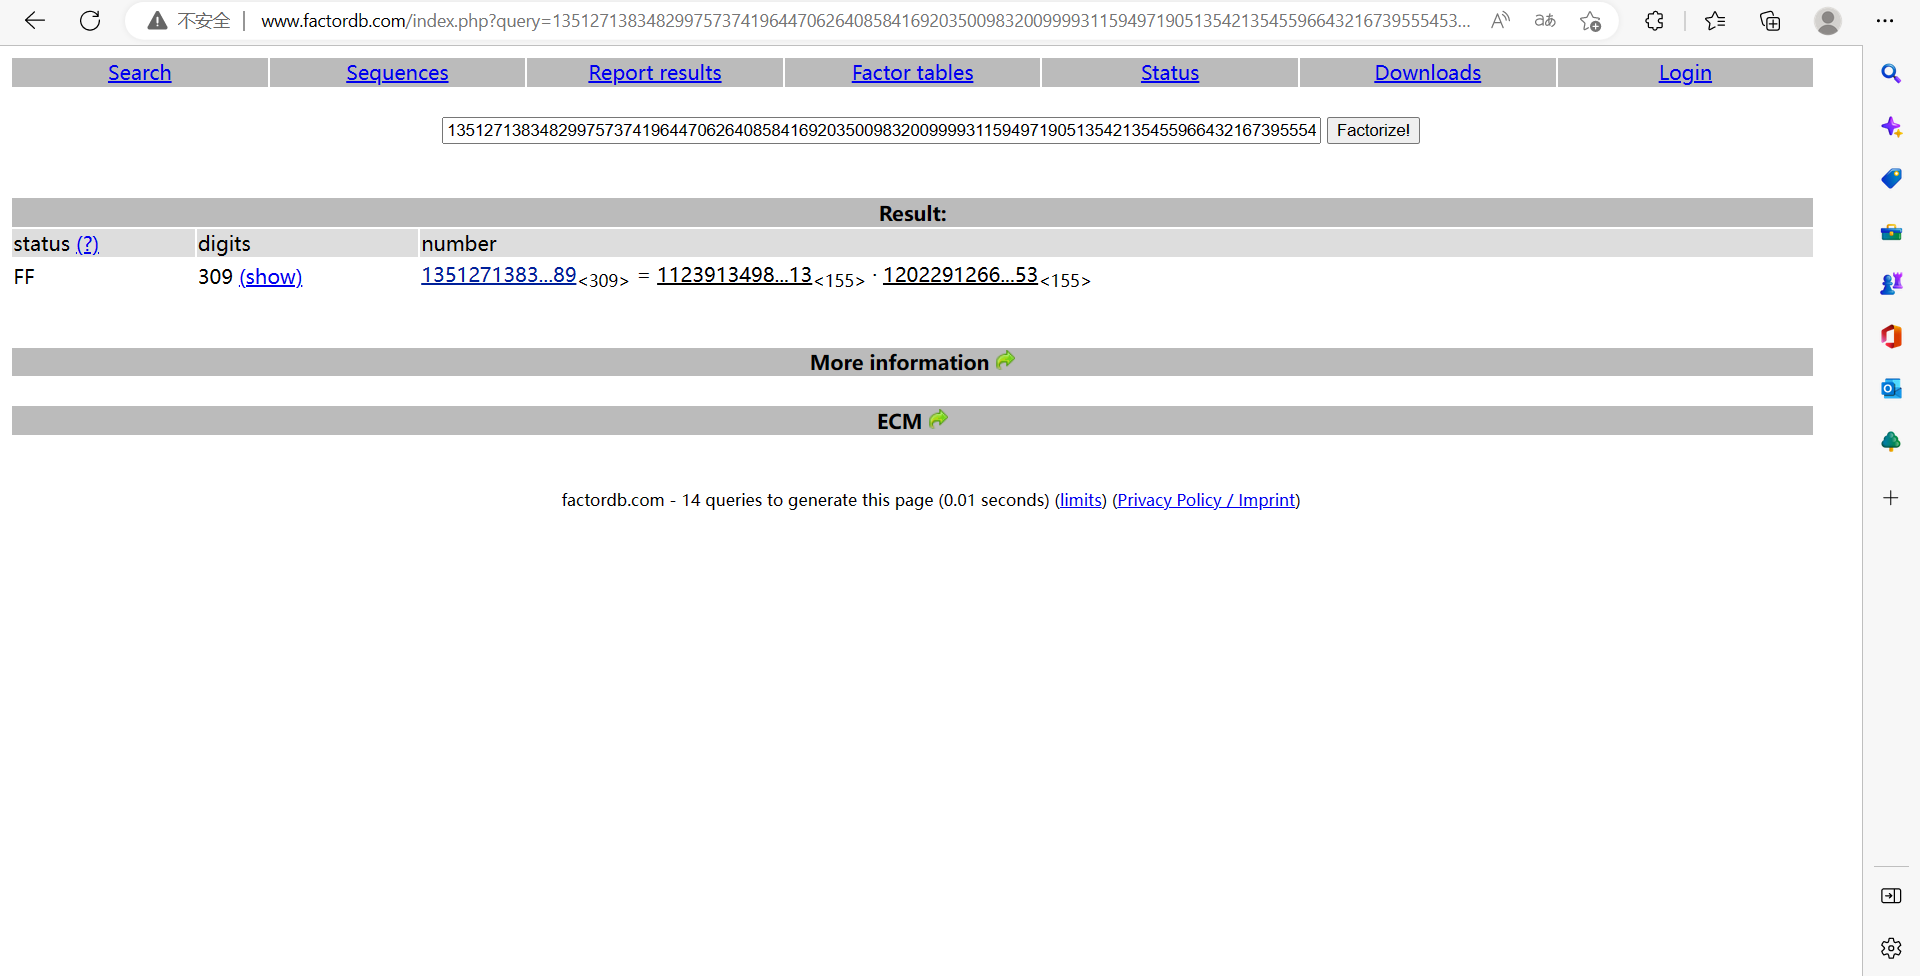 不安全 www.factordb.com/index.php?query=135127138348299757374196447062640858416920350098320099993115949719051354213545596643216739555453...
Search Sequences Report results Factor tables Status Downloads Login
135127138348299757374196447062640858416920350098320099993115949719051354213545596643216739555​4 Factorize!
Result:
status (?) digits number
FF 309 (show) 1351271383...89<309> = 1123913498...13<155> · 1202291266...53<155>
More information
ECM
factordb.com - 14 queries to generate this page (0.01 seconds) (limits) (Privacy Policy / Imprint)